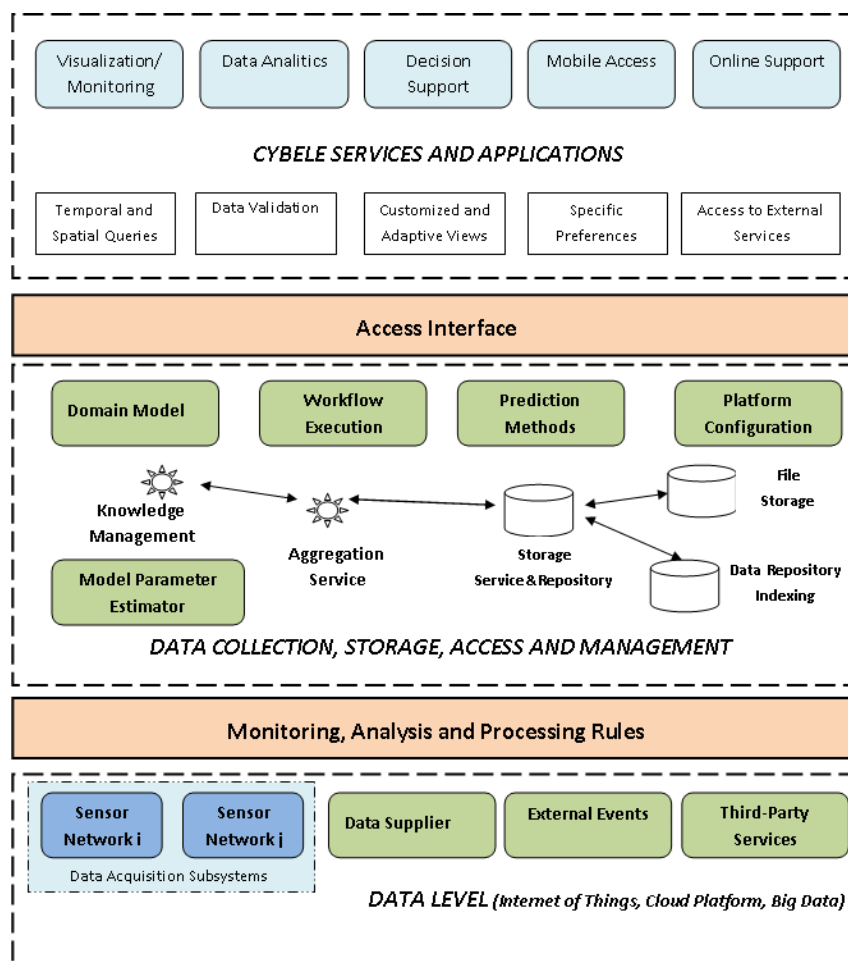 Visualization/
Monitoring
Data Analitics
Decision
Support
Mobile Access
Online Support
CYBELE SERVICES AND APPLICATIONS
Temporal and
Spatial Queries
Data Validation
Customized and
Adaptive Views
Specific
Preferences
Access to External
Services
Access Interface
Domain Model
Workflow
Execution
Prediction
Methods
Platform
Configuration
Knowledge
Management
Aggregation
Service
Storage
Service & Repository
File
Storage
Data Repository
Indexing
Model Parameter
Estimator
DATA COLLECTION, STORAGE, ACCESS AND MANAGEMENT
Monitoring, Analysis and Processing Rules
Sensor
Network i
Sensor
Network j
Data Acquisition Subsystems
Data Supplier
External Events
Third-Party
Services
DATA LEVEL (Internet of Things, Cloud Platform, Big Data)